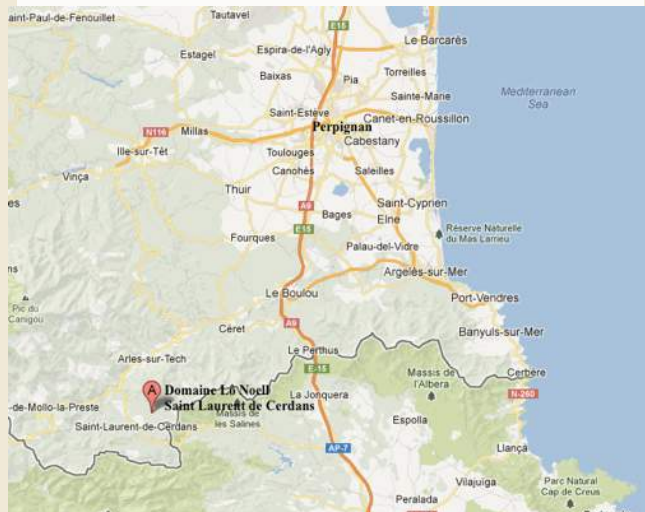 aint-Paul-de-Fenouillet
Tautavel
E15
Le Barcarès
Estagel
Espira-de-l'Agly
Baixas
Pia
Torreilles
Sainte-Marie
Mediterranean
Sea
Saint-Estève
Canet-en-Roussillon
N116
Millas
Perpignan
Cabestany
Ille-sur-Têt
Toulouges
Vinça
Canohès
Saleilles
Thuir
A9
Saint-Cyprien
Bages
Elne
E15
Réserve Naturelle
du Mas Larrieu
Fourques
Palau-del-Vidre
Argelès-sur-Mer
Pic du
Canigou
Le Boulou
Port-Vendres
A9
Céret
Banyuls-sur-Mer
Arles-sur-Tech
Le Perthus
E-15
Massis de
l'Albera
Cerbère
A
Domaine Lo Noell
Saint Laurent de Cerdans
La Jonquera
N-260
-de-Mollo-la-Preste
Saint-Laurent-de-Cerdans
Massis de
les Salines
Espolla
AP-7
Llançà
Vilajuïga
Peralada
Parc Natural
Cap de Creus